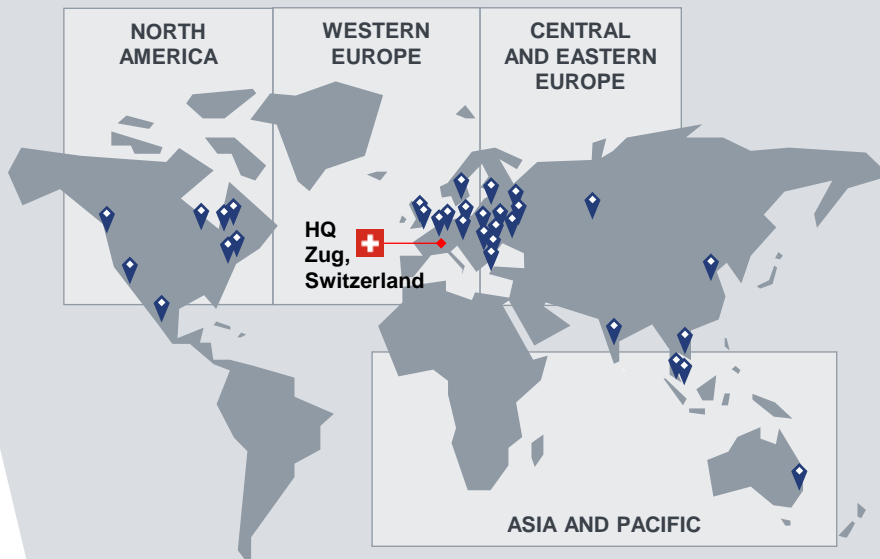 NORTH
AMERICA
WESTERN
EUROPE
CENTRAL
AND EASTERN
EUROPE
HQ
Zug,
Switzerland
ASIA AND PACIFIC